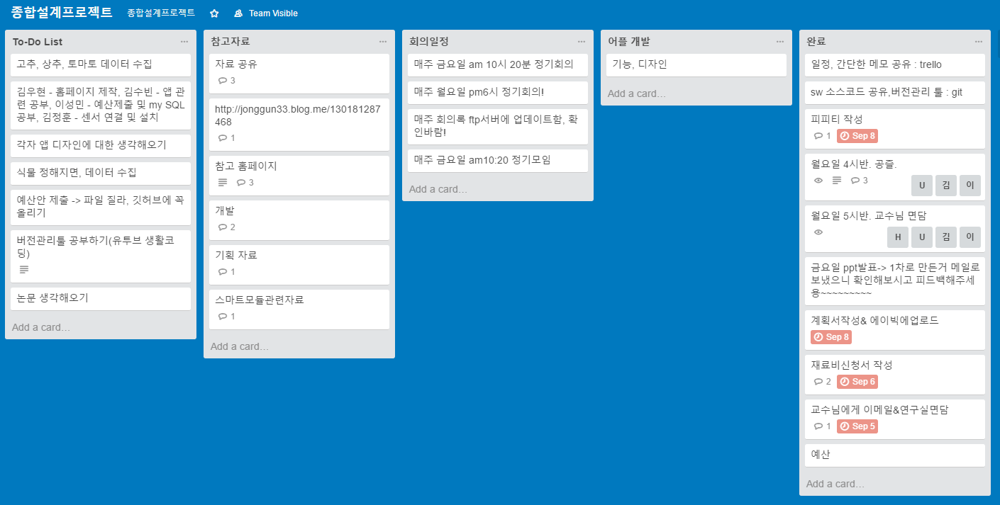 종합설계프로젝트 종합설계프로젝트 Team Visible
To-Do List
고추, 상추, 토마토 데이터 수집
김우현 - 홈페이지 제작, 김수빈 - 앱 관
련 공부, 이성민 - 예산제출 및 my SQL
공부, 김정훈 - 센서 연결 및 설치
각자 앱 디자인에 대한 생각해오기
식물 정해지면, 데이터 수집
예산안 제출 -> 파일 질라, 깃허브에 꼭
올리기
버전관리툴 공부하기(유투브 생활코
딩)
논문 생각해오기
Add a card…
참고자료
자료 공유
3
http://jonggun33.blog.me/130181287
468
1
참고 홈페이지
3
개발
2
기획 자료
1
스마트모듈관련자료
1
Add a card…
회의일정
매주 금요일 am 10시 20분 정기회의
매주 월요일 pm6시 정기회의!
매주 회의록 ftp서버에 업데이트함, 확
인바람!
매주 금요일 am10:20 정기모임
Add a card…
어플 개발
기능, 디자인
Add a card…
완료
일정, 간단한 메모 공유 : trello
sw 소스코드 공유,버전관리 툴 : git
피피티 작성
1 Sep 8
월요일 4시반. 공즐.
3 U 김 이
월요일 5시반. 교수님 면담
H U 김 이
금요일 ppt발표-> 1차로 만든거 메일로
보냈으니 확인해보시고 피드백해주세
용~~~~~~~~~
계획서작성& 에이빅에업로드
Sep 8
재료비신청서 작성
2 Sep 6
교수님에게 이메일&연구실면담
1 Sep 5
예산
Add a card…